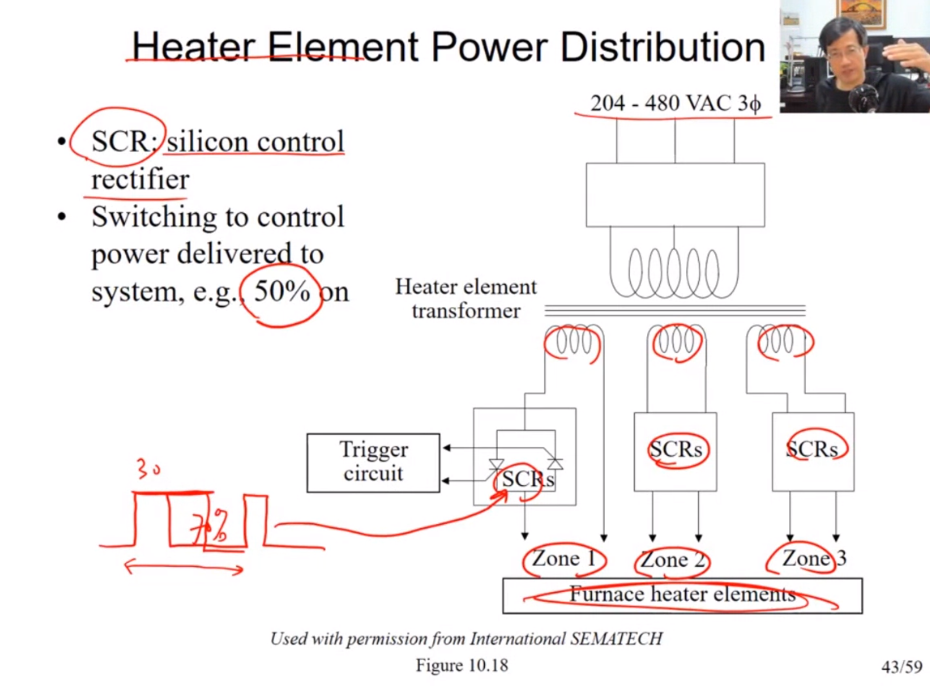 Heater Element Power Distribution
• SCR: silicon control
rectifier
• Switching to control
power delivered to
system, e.g., 50% on
204 - 480 VAC 3ϕ
Heater element
transformer
Trigger
circuit
SCRs
SCRs
SCRs
30
70%
Zone 1
Zone 2
Zone 3
Furnace heater elements
Used with permission from International SEMATECH
Figure 10.18
43/59